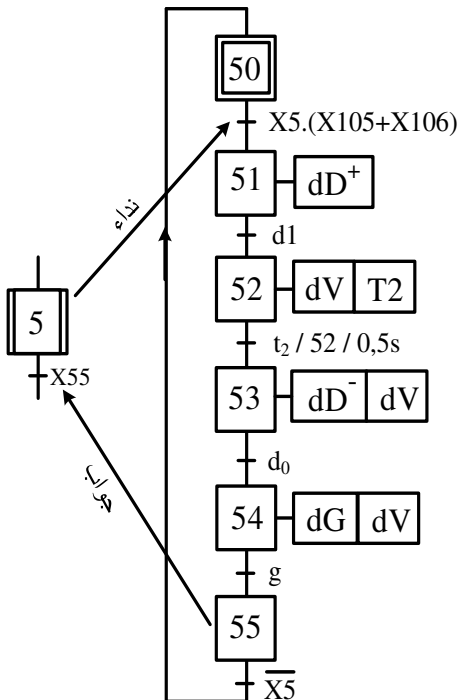 50
X5.(X105+X106)
51 dD⁺
نداء
d1
52 dV T2
5
t₂ / 52 / 0,5s
X55
53 dD⁻ dV
d₀
جواب
54 dG dV
g
55
X̅5̅